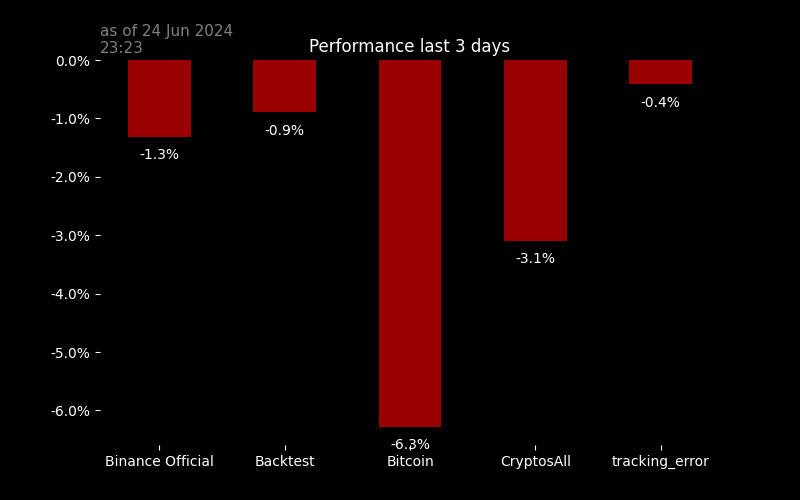 as of 24 Jun 2024
23:23
Performance last 3 days
0.0%
-1.0%
-2.0%
-3.0%
-4.0%
-5.0%
-6.0%
-1.3%
-0.9%
-6.3%
-3.1%
-0.4%
Binance Official
Backtest
Bitcoin
CryptosAll
tracking_error